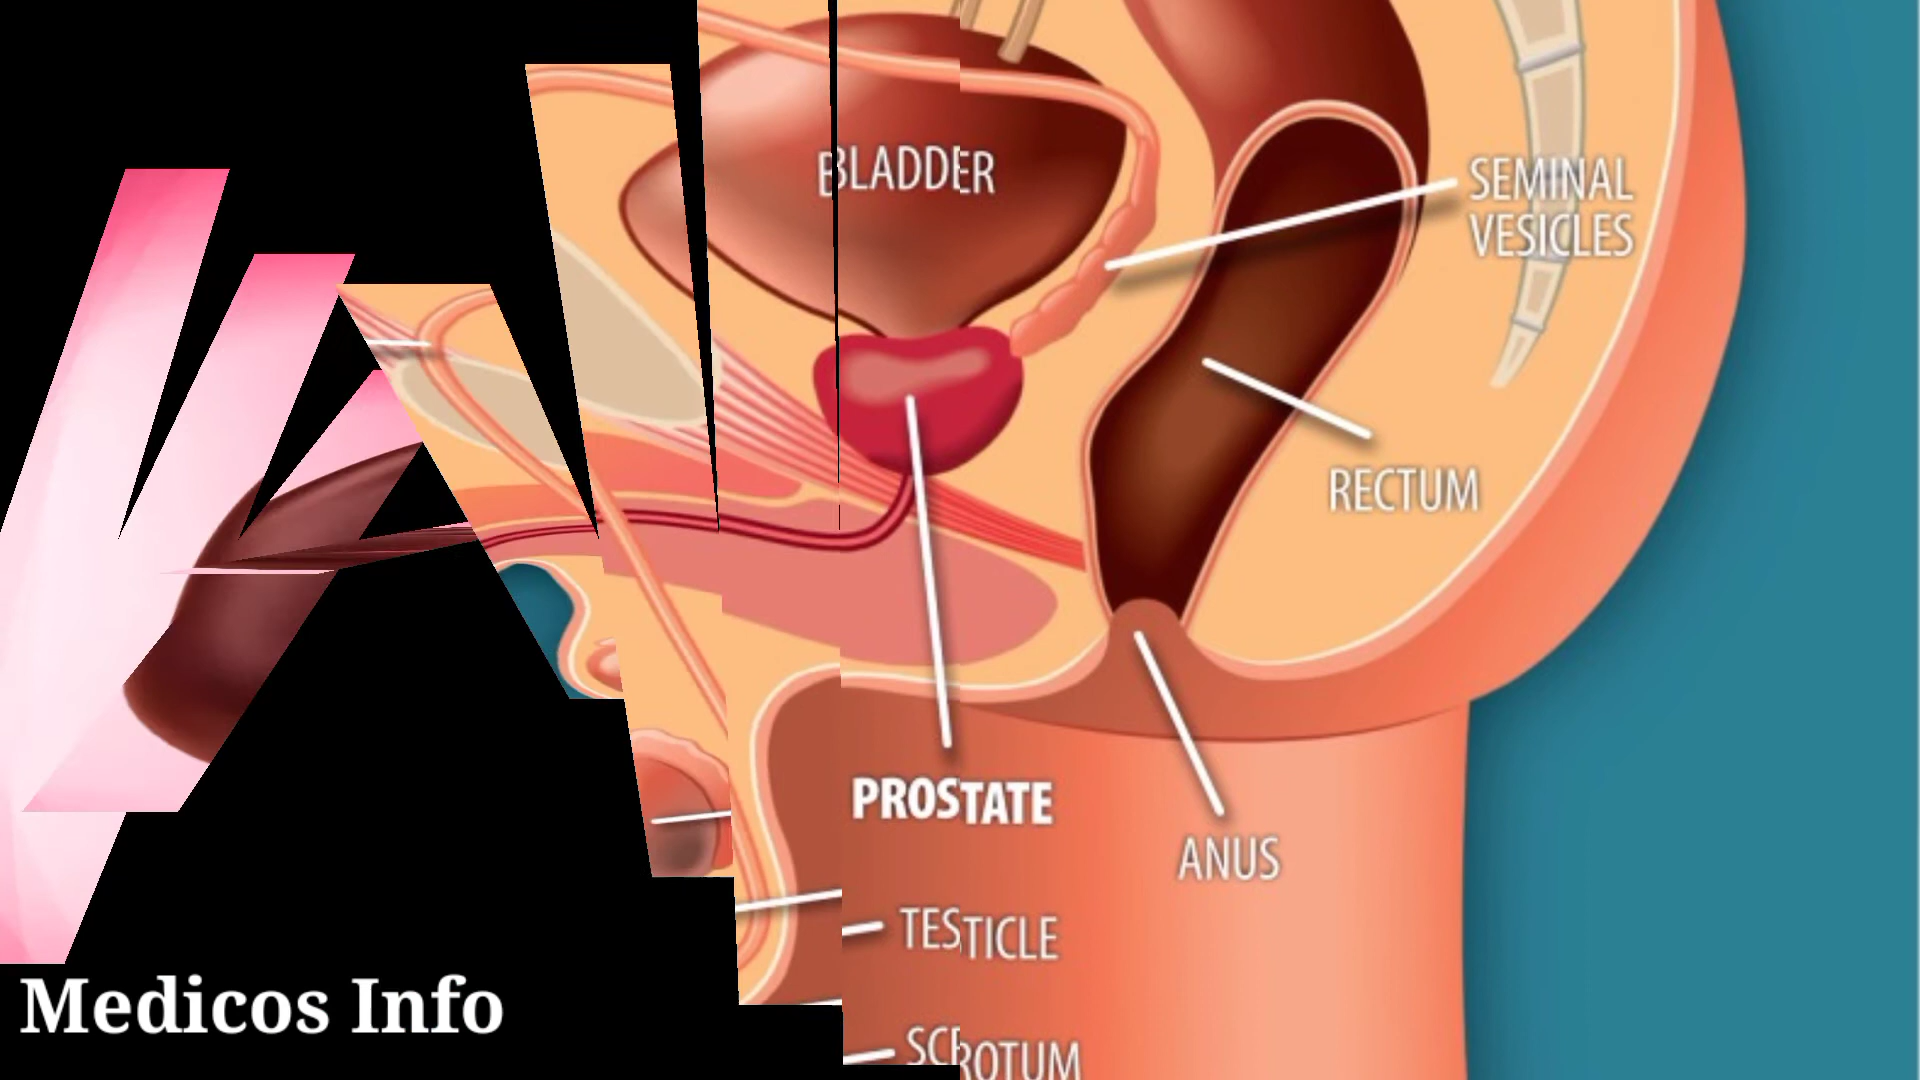 BLADDER
SEMINAL
VESICLES
RECTUM
PROSTATE
ANUS
TESTICLE
SCROTUM
Medicos Info